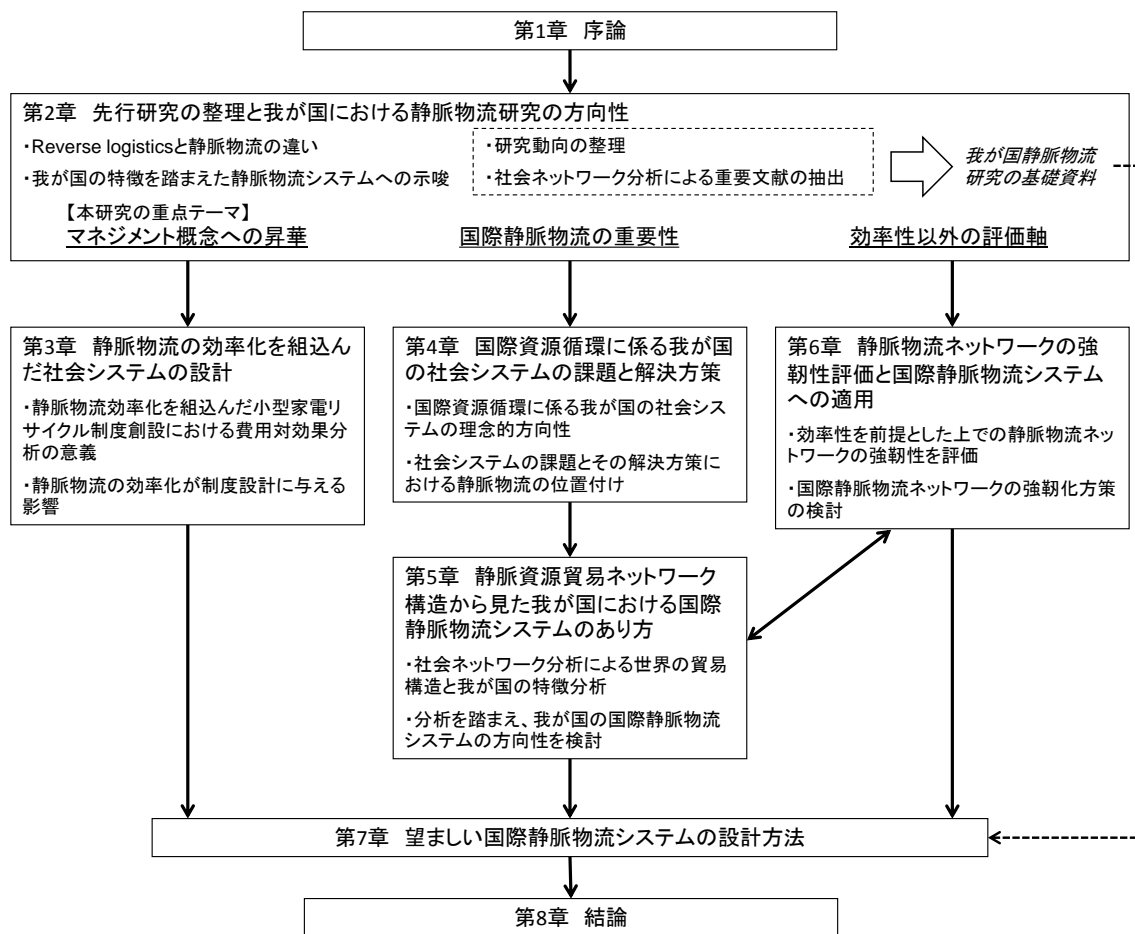 第1章 序論
第2章 先行研究の整理と我が国における静脈物流研究の方向性
・Reverse logisticsと静脈物流の違い
・我が国の特徴を踏まえた静脈物流システムへの示唆
・研究動向の整理
・社会ネットワーク分析による重要文献の抽出
我が国静脈物流
研究の基礎資料
【本研究の重点テーマ】
マネジメント概念への昇華
国際静脈物流の重要性
効率性以外の評価軸
第3章 静脈物流の効率化を組込ん
だ社会システムの設計
・静脈物流効率化を組込んだ小型家電リ
サイクル制度創設における費用対効果分
析の意義
・静脈物流の効率化が制度設計に与える
影響
第4章 国際資源循環に係る我が国
の社会システムの課題と解決方策
・国際資源循環に係る我が国の社会シス
テムの理念的方向性
・社会システムの課題とその解決方策に
おける静脈物流の位置付け
第6章 静脈物流ネットワークの強
靭性評価と国際静脈物流システム
への適用
・効率性を前提とした上での静脈物流ネッ
トワークの強靭性を評価
・国際静脈物流ネットワークの強靭化方策
の検討
第5章 静脈資源貿易ネットワーク
構造から見た我が国における国際
静脈物流システムのあり方
・社会ネットワーク分析による世界の貿易
構造と我が国の特徴分析
・分析を踏まえ、我が国の国際静脈物流
システムの方向性を検討
第7章 望ましい国際静脈物流システムの設計方法
第8章 結論